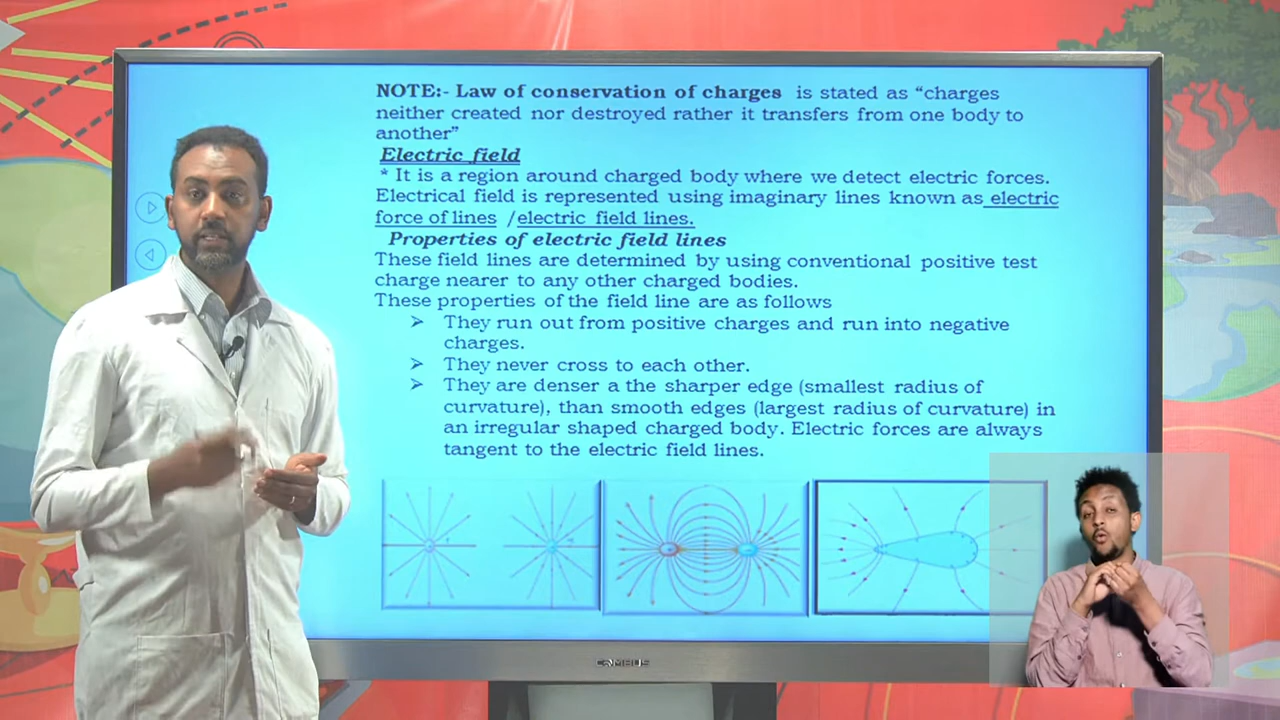 NOTE:- Law of conservation of charges is stated as “charges
neither created nor destroyed rather it transfers from one body to
another”
Electric field
* It is a region around charged body where we detect electric forces.
Electrical field is represented using imaginary lines known as electric
force of lines /electric field lines.
Properties of electric field lines
These field lines are determined by using conventional positive test
charge nearer to any other charged bodies.
These properties of the field line are as follows
➢ They run out from positive charges and run into negative
charges.
➢ They never cross to each other.
➢ They are denser a the sharper edge (smallest radius of
curvature), than smooth edges (largest radius of curvature) in
an irregular shaped charged body. Electric forces are always
tangent to the electric field lines.
CAMBUS